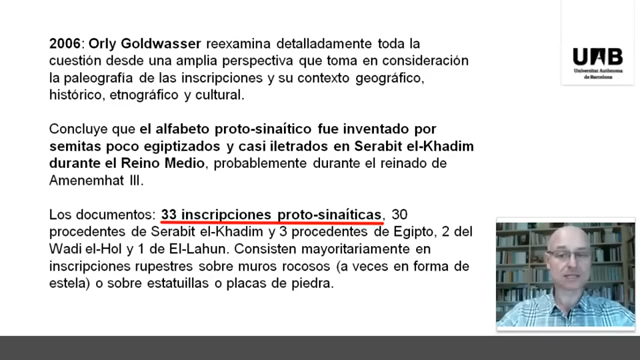 2006: Orly Goldwasser reexamina detalladamente toda la
cuestión desde una amplia perspectiva que toma en consideración
la paleografía de las inscripciones y su contexto geográfico,
histórico, etnográfico y cultural.
Concluye que el alfabeto proto-sinaítico fue inventado por
semitas poco egiptizados y casi iletrados en Serabit el-Khadim
durante el Reino Medio, probablemente durante el reinado de
Amenemhat III.
Los documentos: 33 inscripciones proto-sinaíticas, 30
procedentes de Serabit el-Khadim y 3 procedentes de Egipto, 2 del
Wadi el-Hol y 1 de El-Lahun. Consisten mayoritariamente en
inscripciones rupestres sobre muros rocosos (a veces en forma de
estela) o sobre estatuillas o placas de piedra.
UAB
Universitat Autònoma
de Barcelona